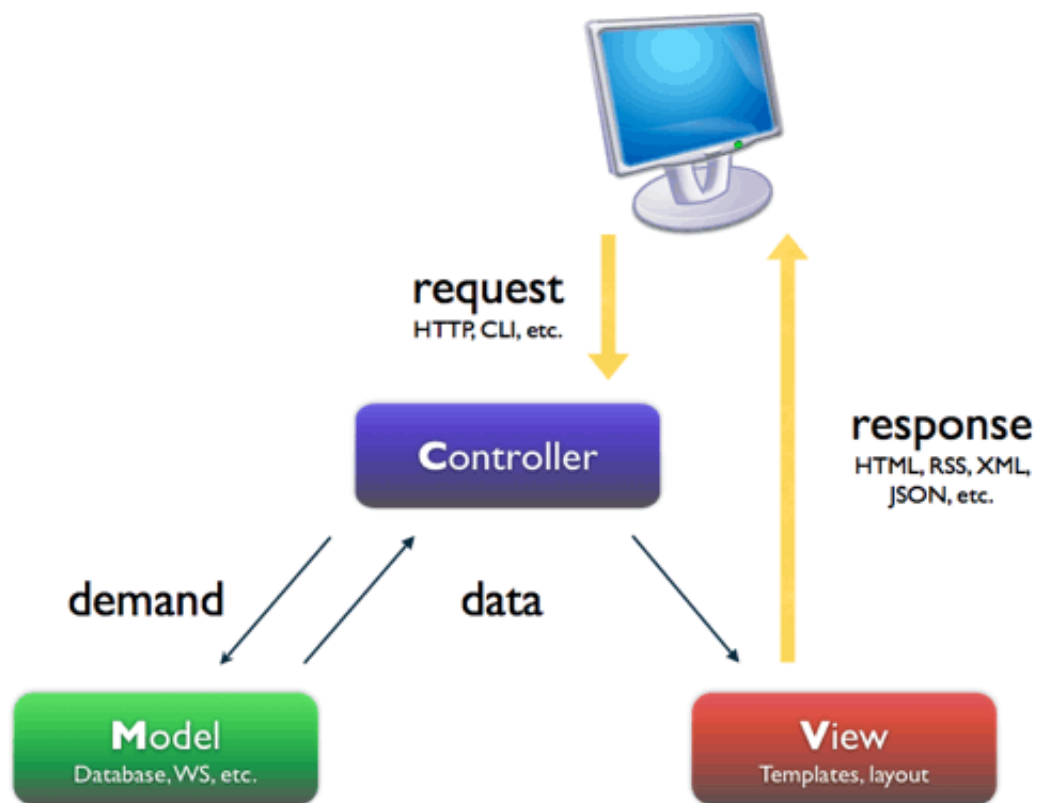 request
HTTP, CLI, etc.
Controller
response
HTML, RSS, XML,
JSON, etc.
demand
data
Model
Database, WS, etc.
View
Templates, layout